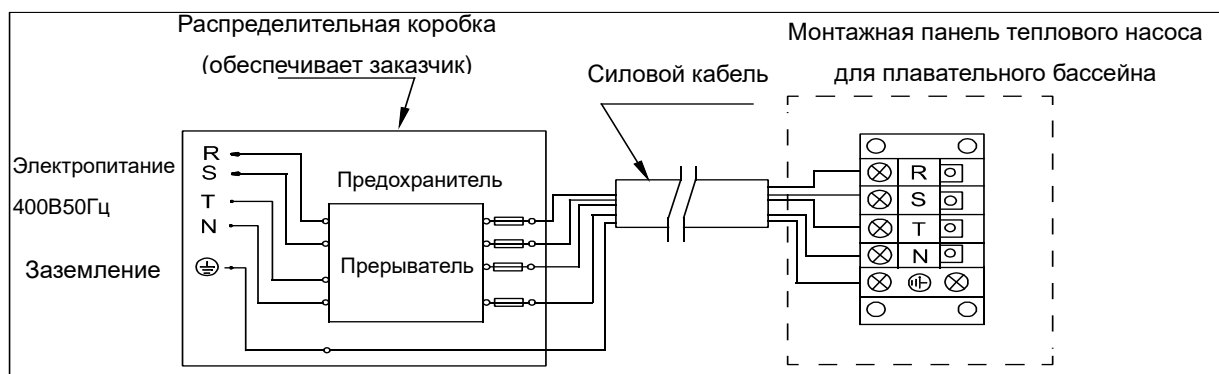 Распределительная коробка
(обеспечивает заказчик)
Силовой кабель
Монтажная панель теплового насоса
для плавательного бассейна
Электропитание
400В50Гц
Заземление
R
S
T
N
Предохранитель
Прерыватель
R
S
T
N